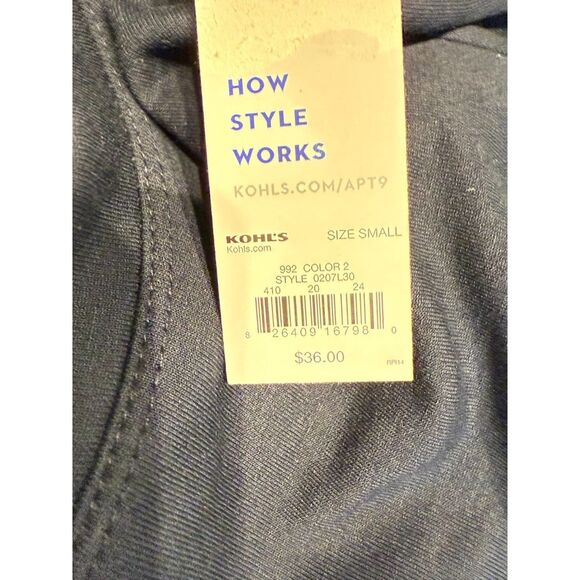 HOW
STYLE
WORKS
KOHLS.COM/APT9
KOHL'S SIZE SMALL
Kohls.com
992 COLOR 2
STYLE 0207L30
410 20 24
8 26409 16798 0
$36.00